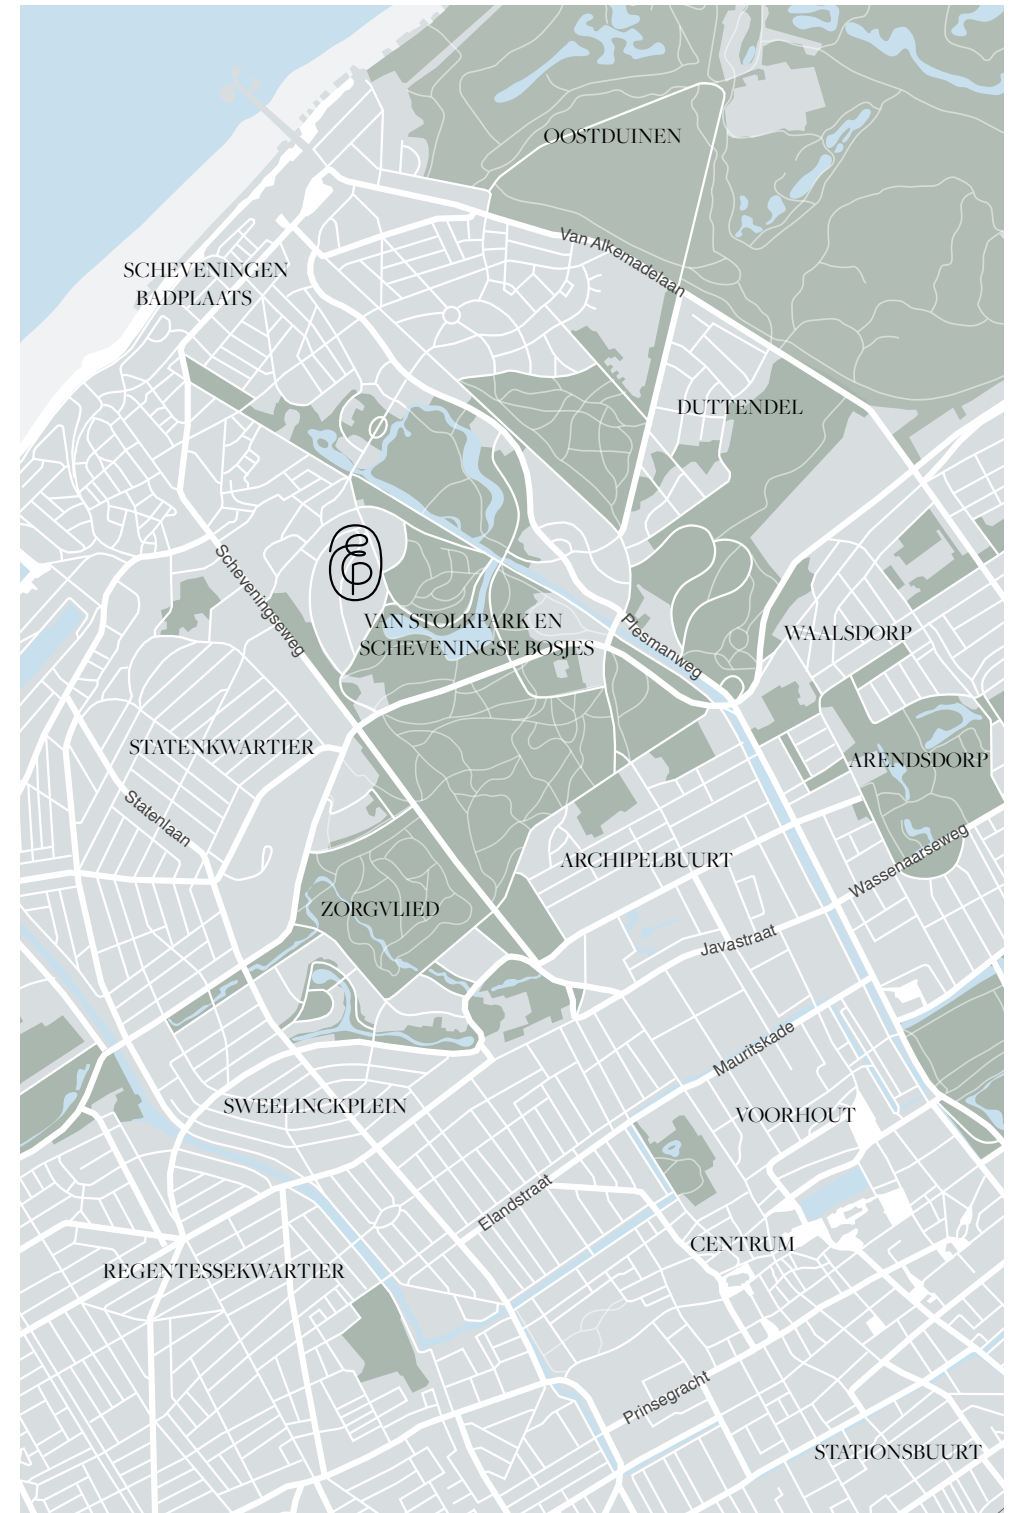 OOSTDUINEN
Van Alkemadelaan
SCHEVENINGEN
BADPLAATS
DUTTENDEL
Scheveningseweg
EP
VAN STOLKPARK EN
SCHEVENINGSE BOSJES
Plesmanweg
WAALSDORP
STATENKWARTIER
ARENDSDORP
Statenlaan
ARCHIPELBUURT
Wassenaarseweg
ZORGVLIED
Javastraat
Mauritskade
SWEELINCKPLEIN
VOORHOUT
Elandstraat
CENTRUM
REGENTESSEKWARTIER
Prinsegracht
STATIONSBUURT